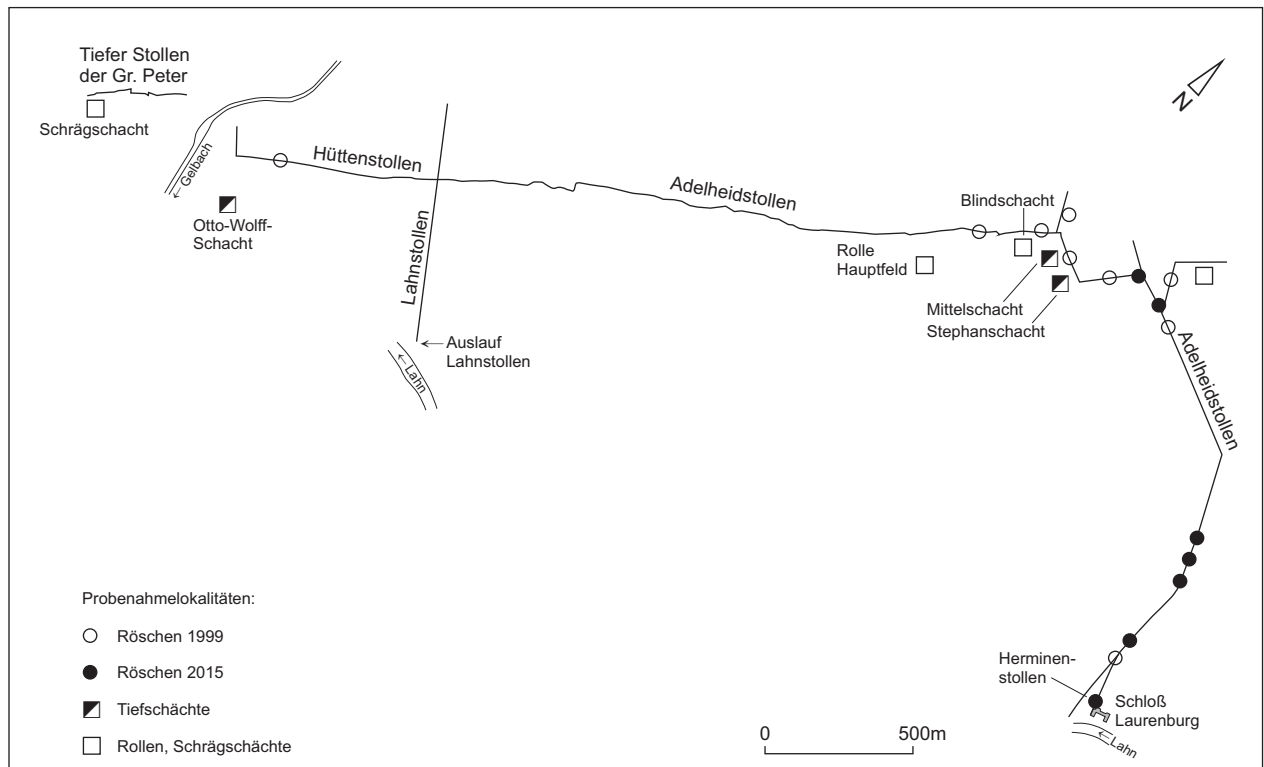 Tiefer Stollen
der Gr. Peter
Schrägschacht
← Gelbach
Otto-Wolff-
Schacht
Hüttenstollen
Lahnstollen
Auslauf
Lahnstollen
← Lahn
Adelheidstollen
N
Blindschacht
Rolle
Hauptfeld
Mittelschacht
Stephanschacht
Adelheidstollen
Herminen-
stollen
Schloß
Laurenburg
← Lahn
Probenahmelokalitäten:
Röschen 1999
Röschen 2015
Tiefschächte
Rollen, Schrägschächte
0 500m